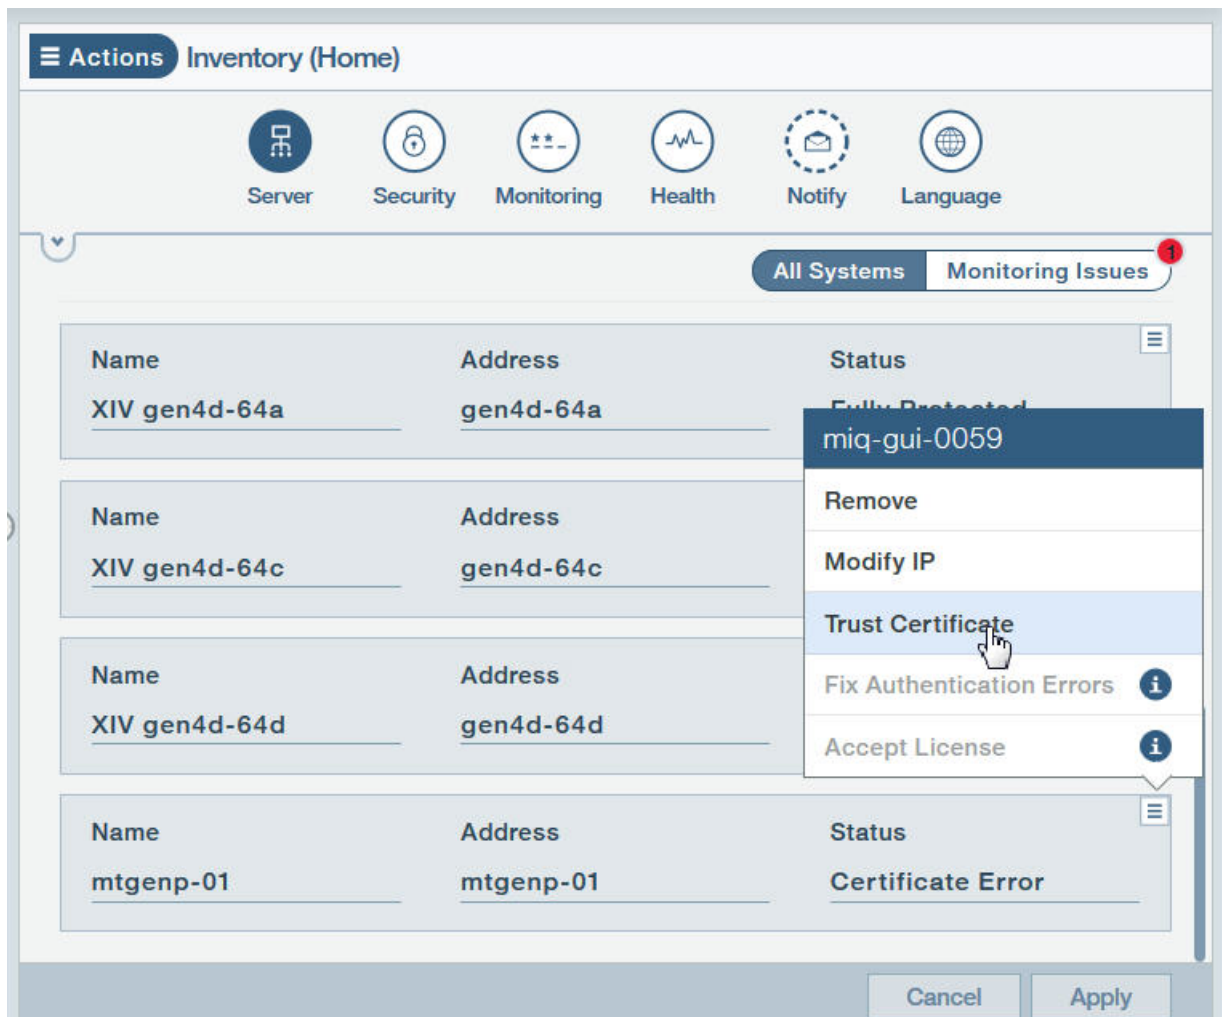 Actions Inventory (Home)
Server Security Monitoring Health Notify Language
All Systems Monitoring Issues 1
Name Address Status
XIV gen4d-64a gen4d-64a Fully Protected
miq-gui-0059
Remove
Name Address
Modify IP
XIV gen4d-64c gen4d-64c
Trust Certificate
Name Address
Fix Authentication Errors
XIV gen4d-64d gen4d-64d
Accept License
Name Address Status
mtgenp-01 mtgenp-01 Certificate Error
Cancel Apply